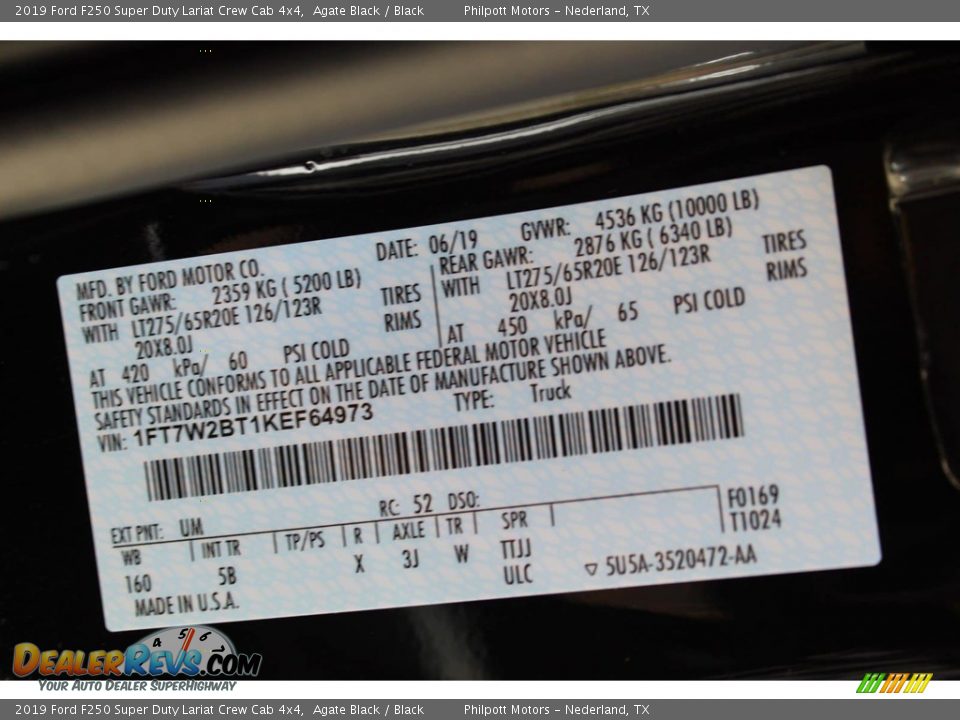 2019 Ford F250 Super Duty Lariat Crew Cab 4x4, Agate Black / Black Philpott Motors - Nederland, TX
MFD. BY FORD MOTOR CO. DATE: 06/19 GVWR: 4536 KG (10000 LB)
FRONT GAWR: 2359 KG ( 5200 LB) REAR GAWR: 2876 KG ( 6340 LB)
WITH LT275/65R20E 126/123R TIRES WITH LT275/65R20E 126/123R TIRES
20X8.0J RIMS 20X8.0J RIMS
AT 420 kPa/ 60 PSI COLD AT 450 kPa/ 65 PSI COLD
THIS VEHICLE CONFORMS TO ALL APPLICABLE FEDERAL MOTOR VEHICLE
SAFETY STANDARDS IN EFFECT ON THE DATE OF MANUFACTURE SHOWN ABOVE.
VIN: 1FT7W2BT1KEF64973 TYPE: Truck
EXT PNT: UM RC: 52 DSO: F0169
WB INT TR TP/PS R AXLE TR SPR T1024
160 5B X 3J W TTJJ
ULC ▽ 5U5A-3520472-AA
MADE IN U.S.A.
4 5 6
DEALERREVS.COM
YOUR AUTO DEALER SUPERHIGHWAY
2019 Ford F250 Super Duty Lariat Crew Cab 4x4, Agate Black / Black Philpott Motors - Nederland, TX